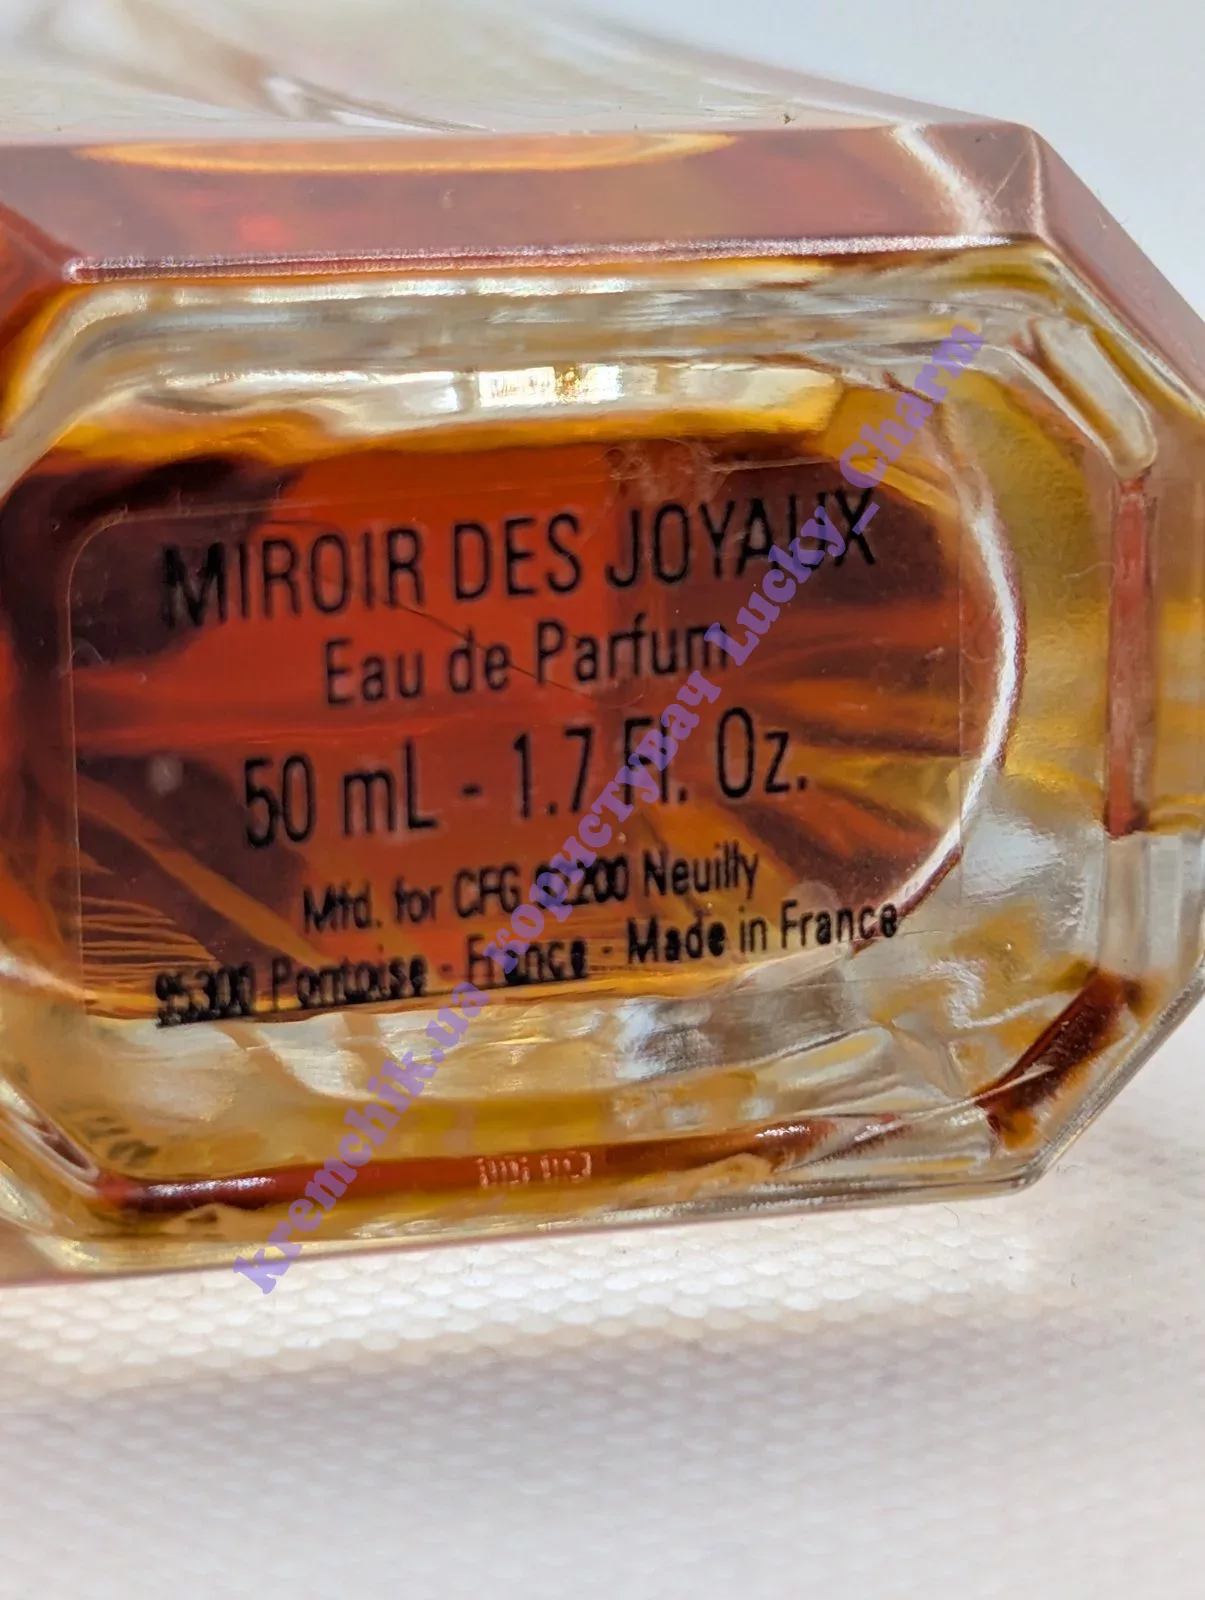 MIROIR DES JOYAUX
Eau de Parfum
50 mL - 1.7 Fl. Oz.
Mfd. for CFG 92200 Neuilly
95300 Pontoise - France - Made in France
kremchik.ua користувач Lucky_Charm